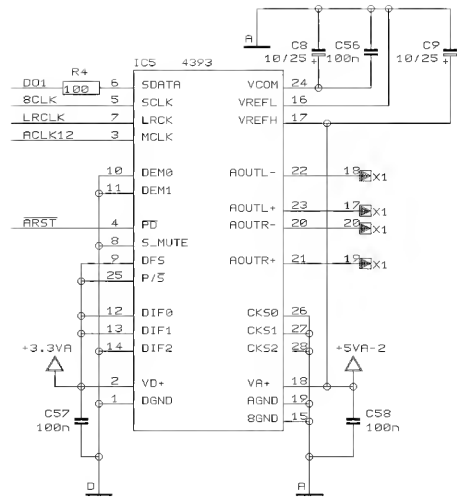 A
C8
10/25
+
C56
100n
C9
10/25
+
IC5 4393
R4
100
DO1
6 SDATA
VCOM 24
8CLK
5 SCLK
VREFL 16
LRCLK
7 LRCK
VREFH 17
ACLK12
3 MCLK
10 DEM0
AOUTL- 22
18 X1
11 DEM1
AOUTL+ 23
17 X1
ARST
4 PD
AOUTR- 20
20 X1
8 S_MUTE
9 DFS
AOUTR+ 21
19 X1
25 P/S
12 DIF0
CKS0 26
13 DIF1
CKS1 27
14 DIF2
CKS2 28
+3.3VA
+5VA-2
2 VD+
VA+ 18
1 DGND
AGND 19
8GND 15
C57
100n
C58
100n
D
A